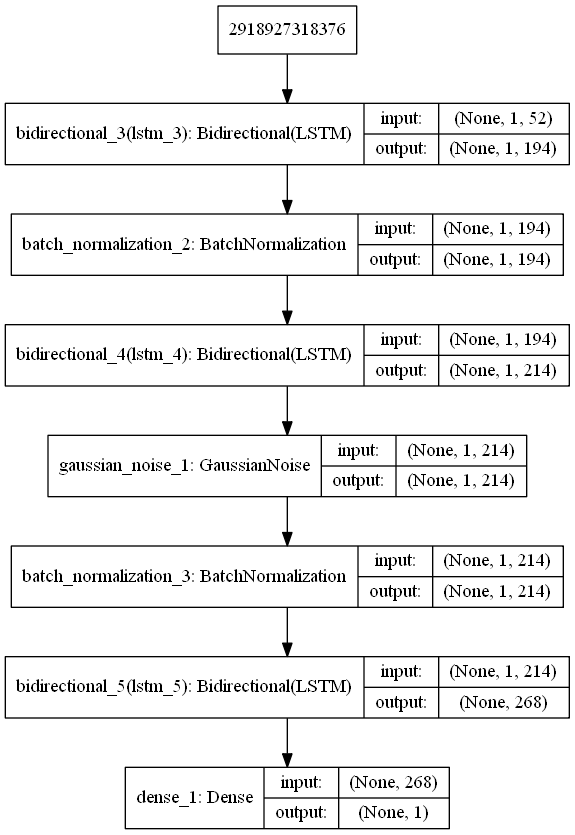 2918927318376
bidirectional_3(lstm_3): Bidirectional(LSTM)
input: (None, 1, 52)
output: (None, 1, 194)
batch_normalization_2: BatchNormalization
input: (None, 1, 194)
output: (None, 1, 194)
bidirectional_4(lstm_4): Bidirectional(LSTM)
input: (None, 1, 194)
output: (None, 1, 214)
gaussian_noise_1: GaussianNoise
input: (None, 1, 214)
output: (None, 1, 214)
batch_normalization_3: BatchNormalization
input: (None, 1, 214)
output: (None, 1, 214)
bidirectional_5(lstm_5): Bidirectional(LSTM)
input: (None, 1, 214)
output: (None, 268)
dense_1: Dense
input: (None, 268)
output: (None, 1)